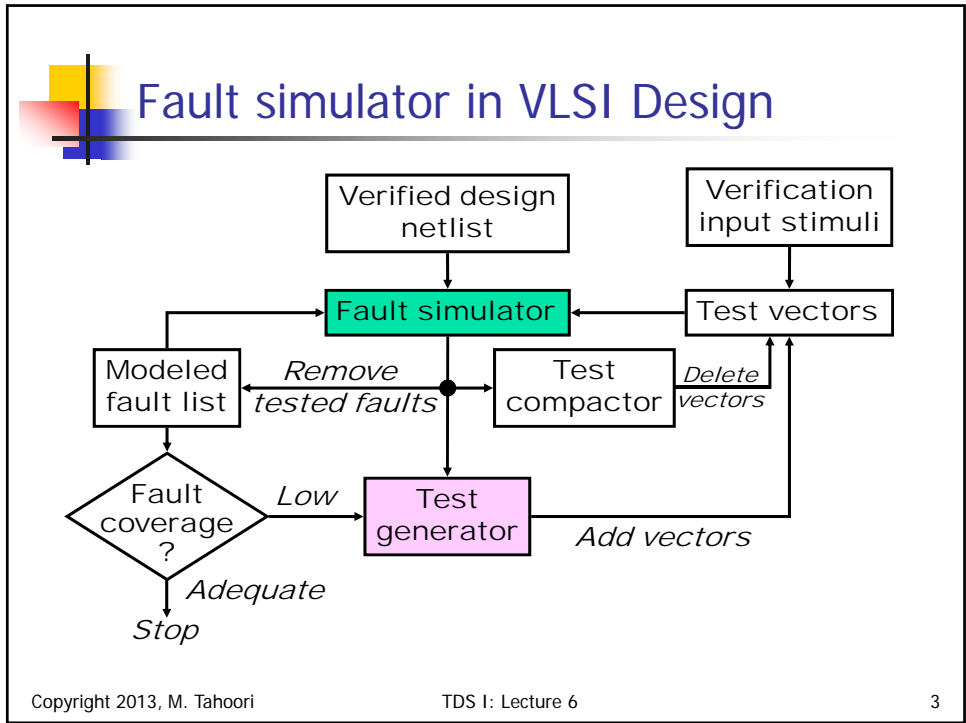 Fault simulator in VLSI Design
Verified design
netlist
Verification
input stimuli
Fault simulator
Test vectors
Modeled
fault list
Remove
tested faults
Test
compactor
Delete
vectors
Fault
coverage
?
Low
Test
generator
Add vectors
Adequate
Stop
Copyright 2013, M. Tahoori
TDS I: Lecture 6
3